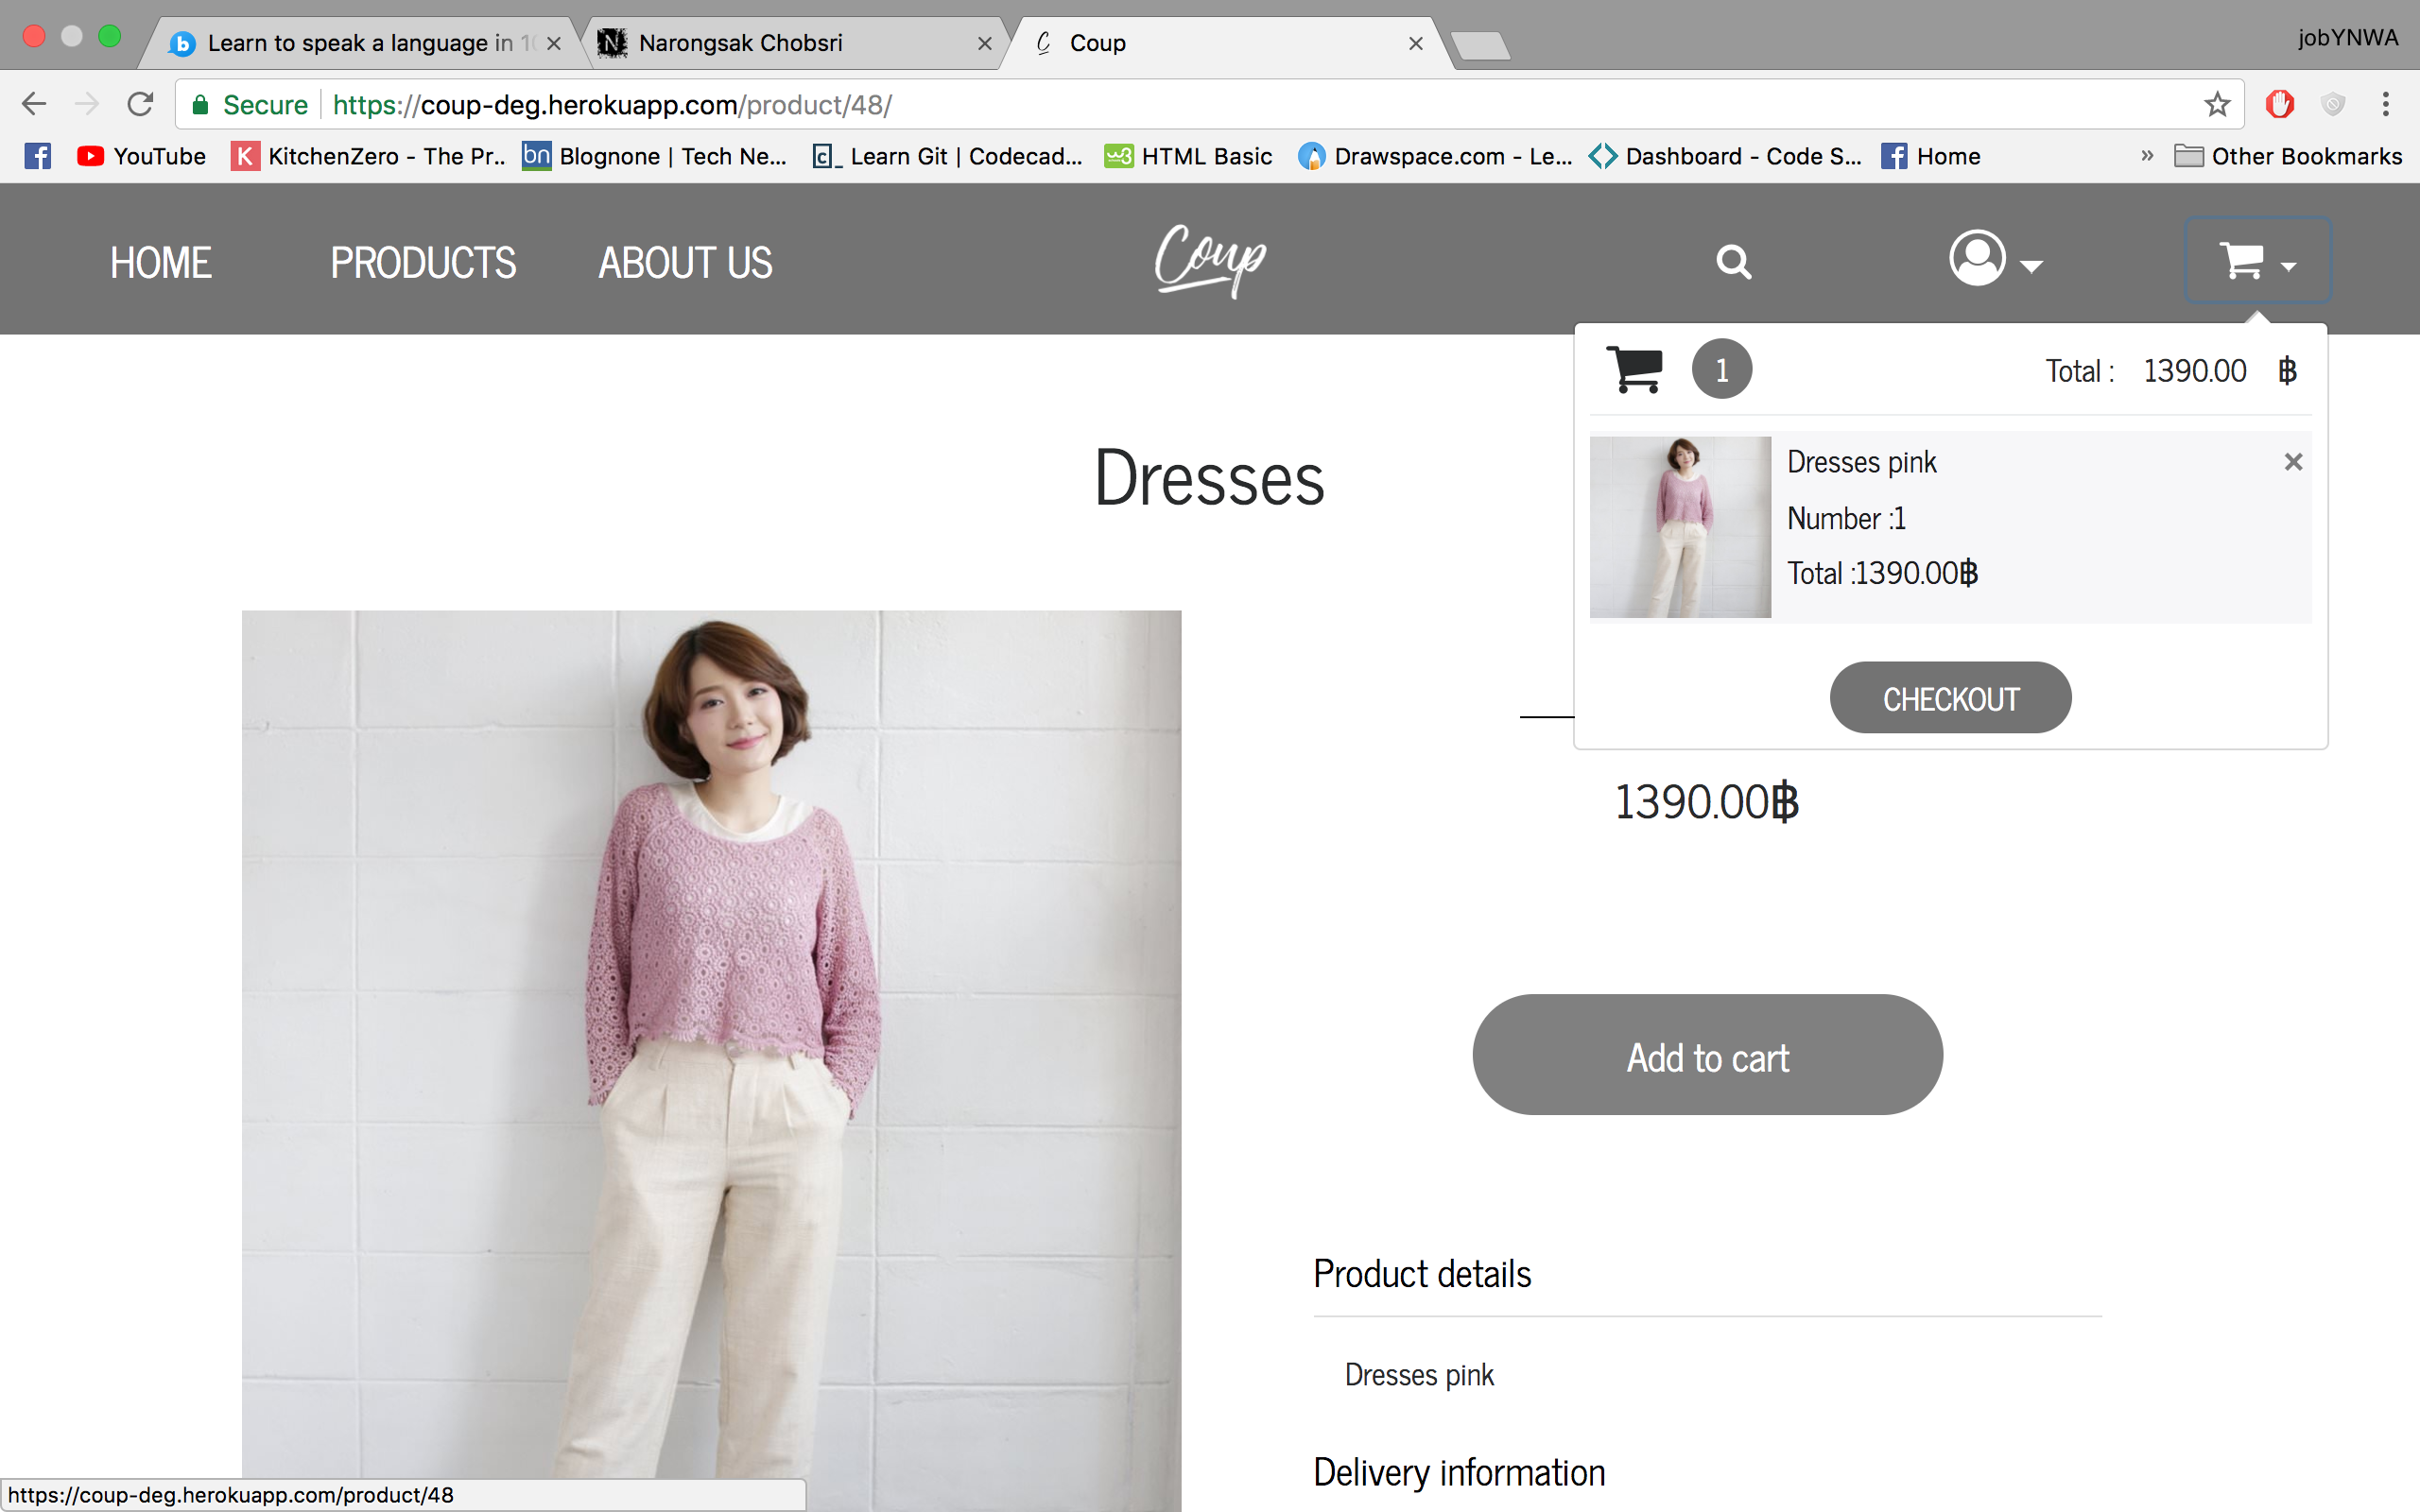 Learn to speak a language in 10
Narongsak Chobsri
Coup
jobYNWA
Secure https://coup-deg.herokuapp.com/product/48/
YouTube KitchenZero - The Pr.. Blognone | Tech Ne... Learn Git | Codecad... HTML Basic Drawspace.com - Le... Dashboard - Code S... Home » Other Bookmarks
HOME PRODUCTS ABOUT US Coup
1 Total : 1390.00 ฿
Dresses pink ×
Number :1
Total :1390.00฿
CHECKOUT
Dresses
1390.00฿
Add to cart
Product details
Dresses pink
Delivery information
https://coup-deg.herokuapp.com/product/48